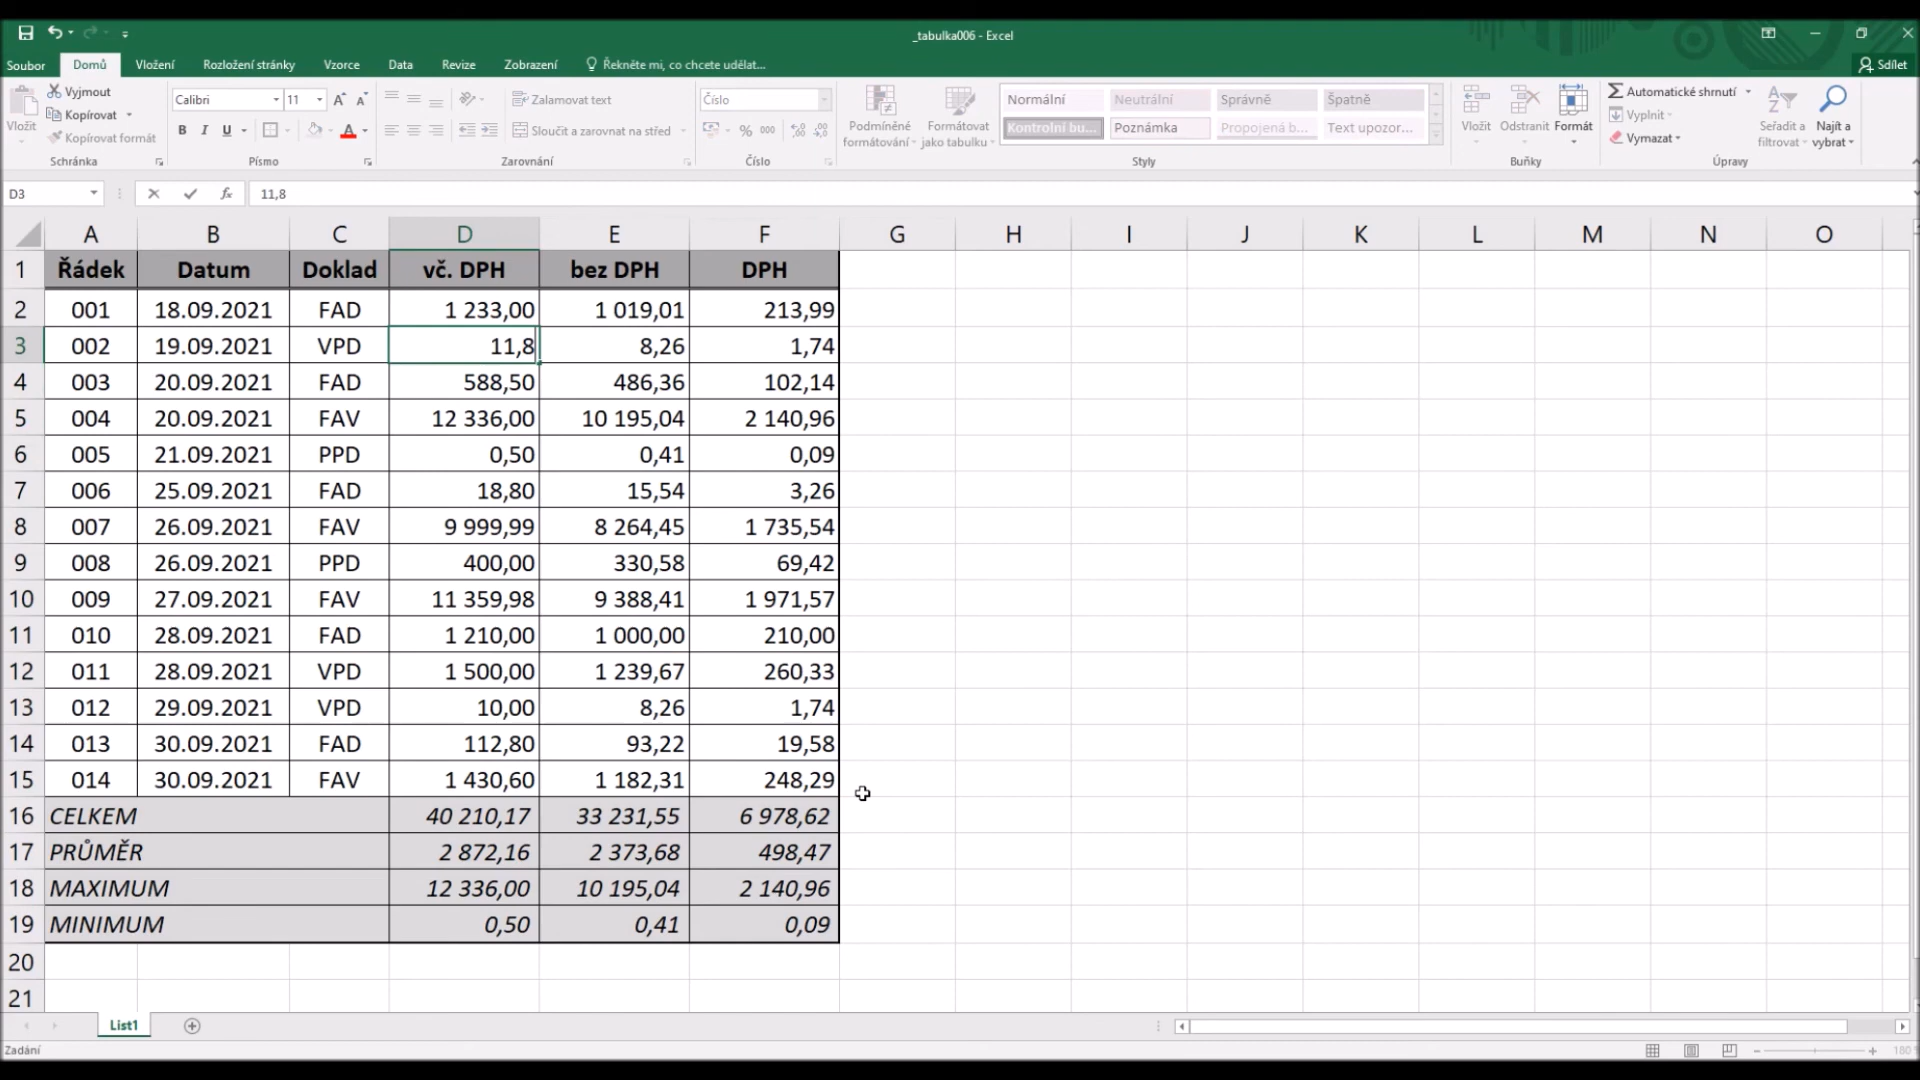 _tabulka006 - Excel
Soubor Domů Vložení Rozložení stránky Vzorce Data Revize Zobrazení Řekněte mi, co chcete udělat... Sdílet
Vložit Vyjmout Kopírovat Kopírovat formát Schránka
Calibri 11 B I U A Písmo
Zalamovat text Sloučit a zarovnat na střed Zarovnání
Číslo % 000 Číslo
Podmíněné formátování Formátovat jako tabulku
Normální Neutrální Správně Špatně
Kontrolní bu... Poznámka Propojená b... Text upozor...
Styly
Vložit Odstranit Formát Buňky
Automatické shrnutí Vyplnit Vymazat Seřadit a filtrovat Najít a vybrat Úpravy
D3 fx 11,8
A B C D E F G H I J K L M N O
1 Řádek Datum Doklad vč. DPH bez DPH DPH
2 001 18.09.2021 FAD 1 233,00 1 019,01 213,99
3 002 19.09.2021 VPD 11,8 8,26 1,74
4 003 20.09.2021 FAD 588,50 486,36 102,14
5 004 20.09.2021 FAV 12 336,00 10 195,04 2 140,96
6 005 21.09.2021 PPD 0,50 0,41 0,09
7 006 25.09.2021 FAD 18,80 15,54 3,26
8 007 26.09.2021 FAV 9 999,99 8 264,45 1 735,54
9 008 26.09.2021 PPD 400,00 330,58 69,42
10 009 27.09.2021 FAV 11 359,98 9 388,41 1 971,57
11 010 28.09.2021 FAD 1 210,00 1 000,00 210,00
12 011 28.09.2021 VPD 1 500,00 1 239,67 260,33
13 012 29.09.2021 VPD 10,00 8,26 1,74
14 013 30.09.2021 FAD 112,80 93,22 19,58
15 014 30.09.2021 FAV 1 430,60 1 182,31 248,29
16 CELKEM 40 210,17 33 231,55 6 978,62
17 PRŮMĚR 2 872,16 2 373,68 498,47
18 MAXIMUM 12 336,00 10 195,04 2 140,96
19 MINIMUM 0,50 0,41 0,09
20
21
List1
Zadání 180